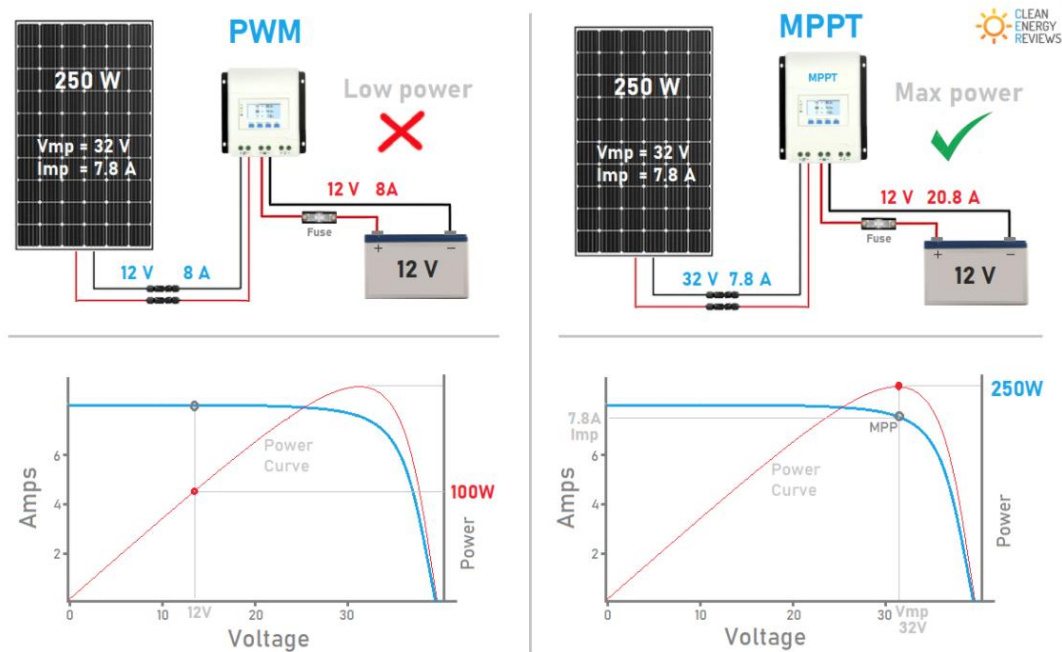 PWM
250 W
Vmp = 32 V
Imp = 7.8 A
Low power
12 V 8A
Fuse
+ −
12 V
12 V 8 A
MPPT
CLEAN
ENERGY
REVIEWS
MPPT
250 W
Vmp = 32 V
Imp = 7.8 A
Max power
12 V 20.8 A
Fuse
+ −
12 V
32 V 7.8 A
Amps
6
4
2
Power
Curve
100W
Power
0 10 12V 20 30
Voltage
7.8A
Imp
Amps
6
4
2
MPP
Power
Curve
250W
Power
0 10 20 30
Vmp
32V
Voltage